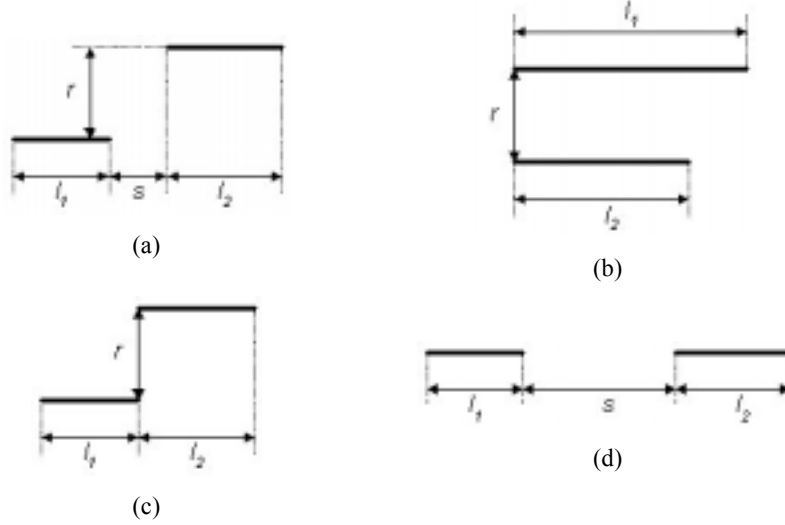 r
l₁ s l₂
(a)
l₁
r
l₂
(b)
r
l₁ l₂
(c)
l₁ s l₂
(d)